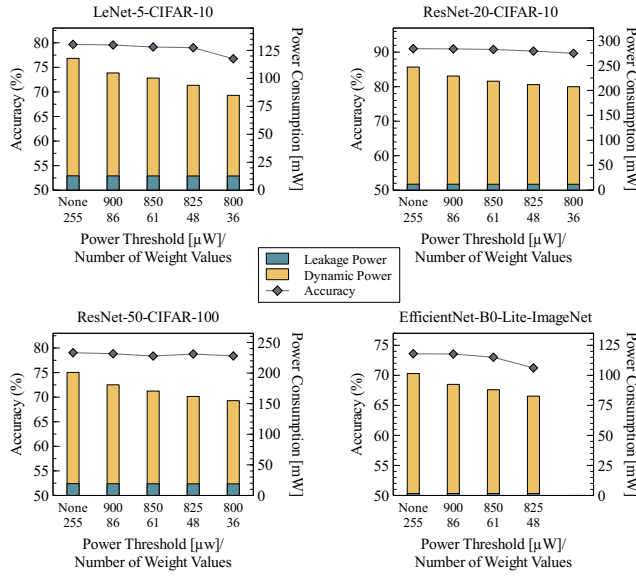 LeNet-5-CIFAR-10
Accuracy (%)
80
75
70
65
60
55
50
Power Consumption [mW]
125
100
75
50
25
0
None 900 850 825 800
255 86 61 48 36
Power Threshold [µW]/
Number of Weight Values
ResNet-20-CIFAR-10
Accuracy (%)
90
80
70
60
50
Power Consumption [mW]
300
250
200
150
100
50
0
None 900 850 825 800
255 86 61 48 36
Power Threshold [µW]/
Number of Weight Values
Leakage Power
Dynamic Power
Accuracy
ResNet-50-CIFAR-100
Accuracy (%)
80
75
70
65
60
55
50
Power Consumption [mW]
250
200
150
100
50
0
None 900 850 825 800
255 86 61 48 36
Power Threshold [µw]/
Number of Weight Values
EfficientNet-B0-Lite-ImageNet
Accuracy (%)
75
70
65
60
55
50
Power Consumption [mW]
125
100
75
50
25
0
None 900 850 825
255 86 61 48
Power Threshold [µW]/
Number of Weight Values